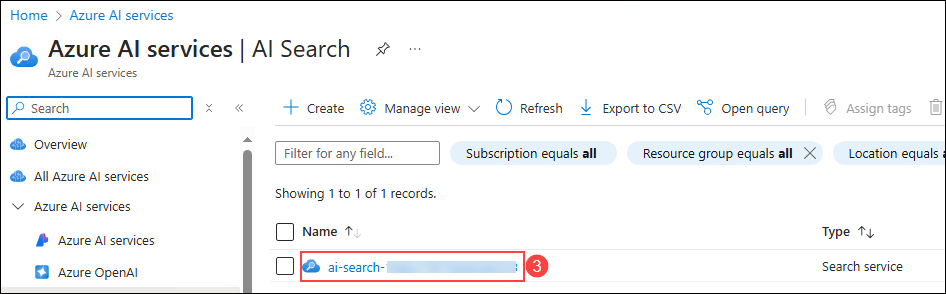 Home > Azure AI services
Azure AI services | AI Search
Azure AI services
Search
Create Manage view Refresh Export to CSV Open query Assign tags
Overview
All Azure AI services
Azure AI services
Azure AI services
Azure OpenAI
Filter for any field... Subscription equals all Resource group equals all Location equals
Showing 1 to 1 of 1 records.
Name Type
ai-search- 3 Search service